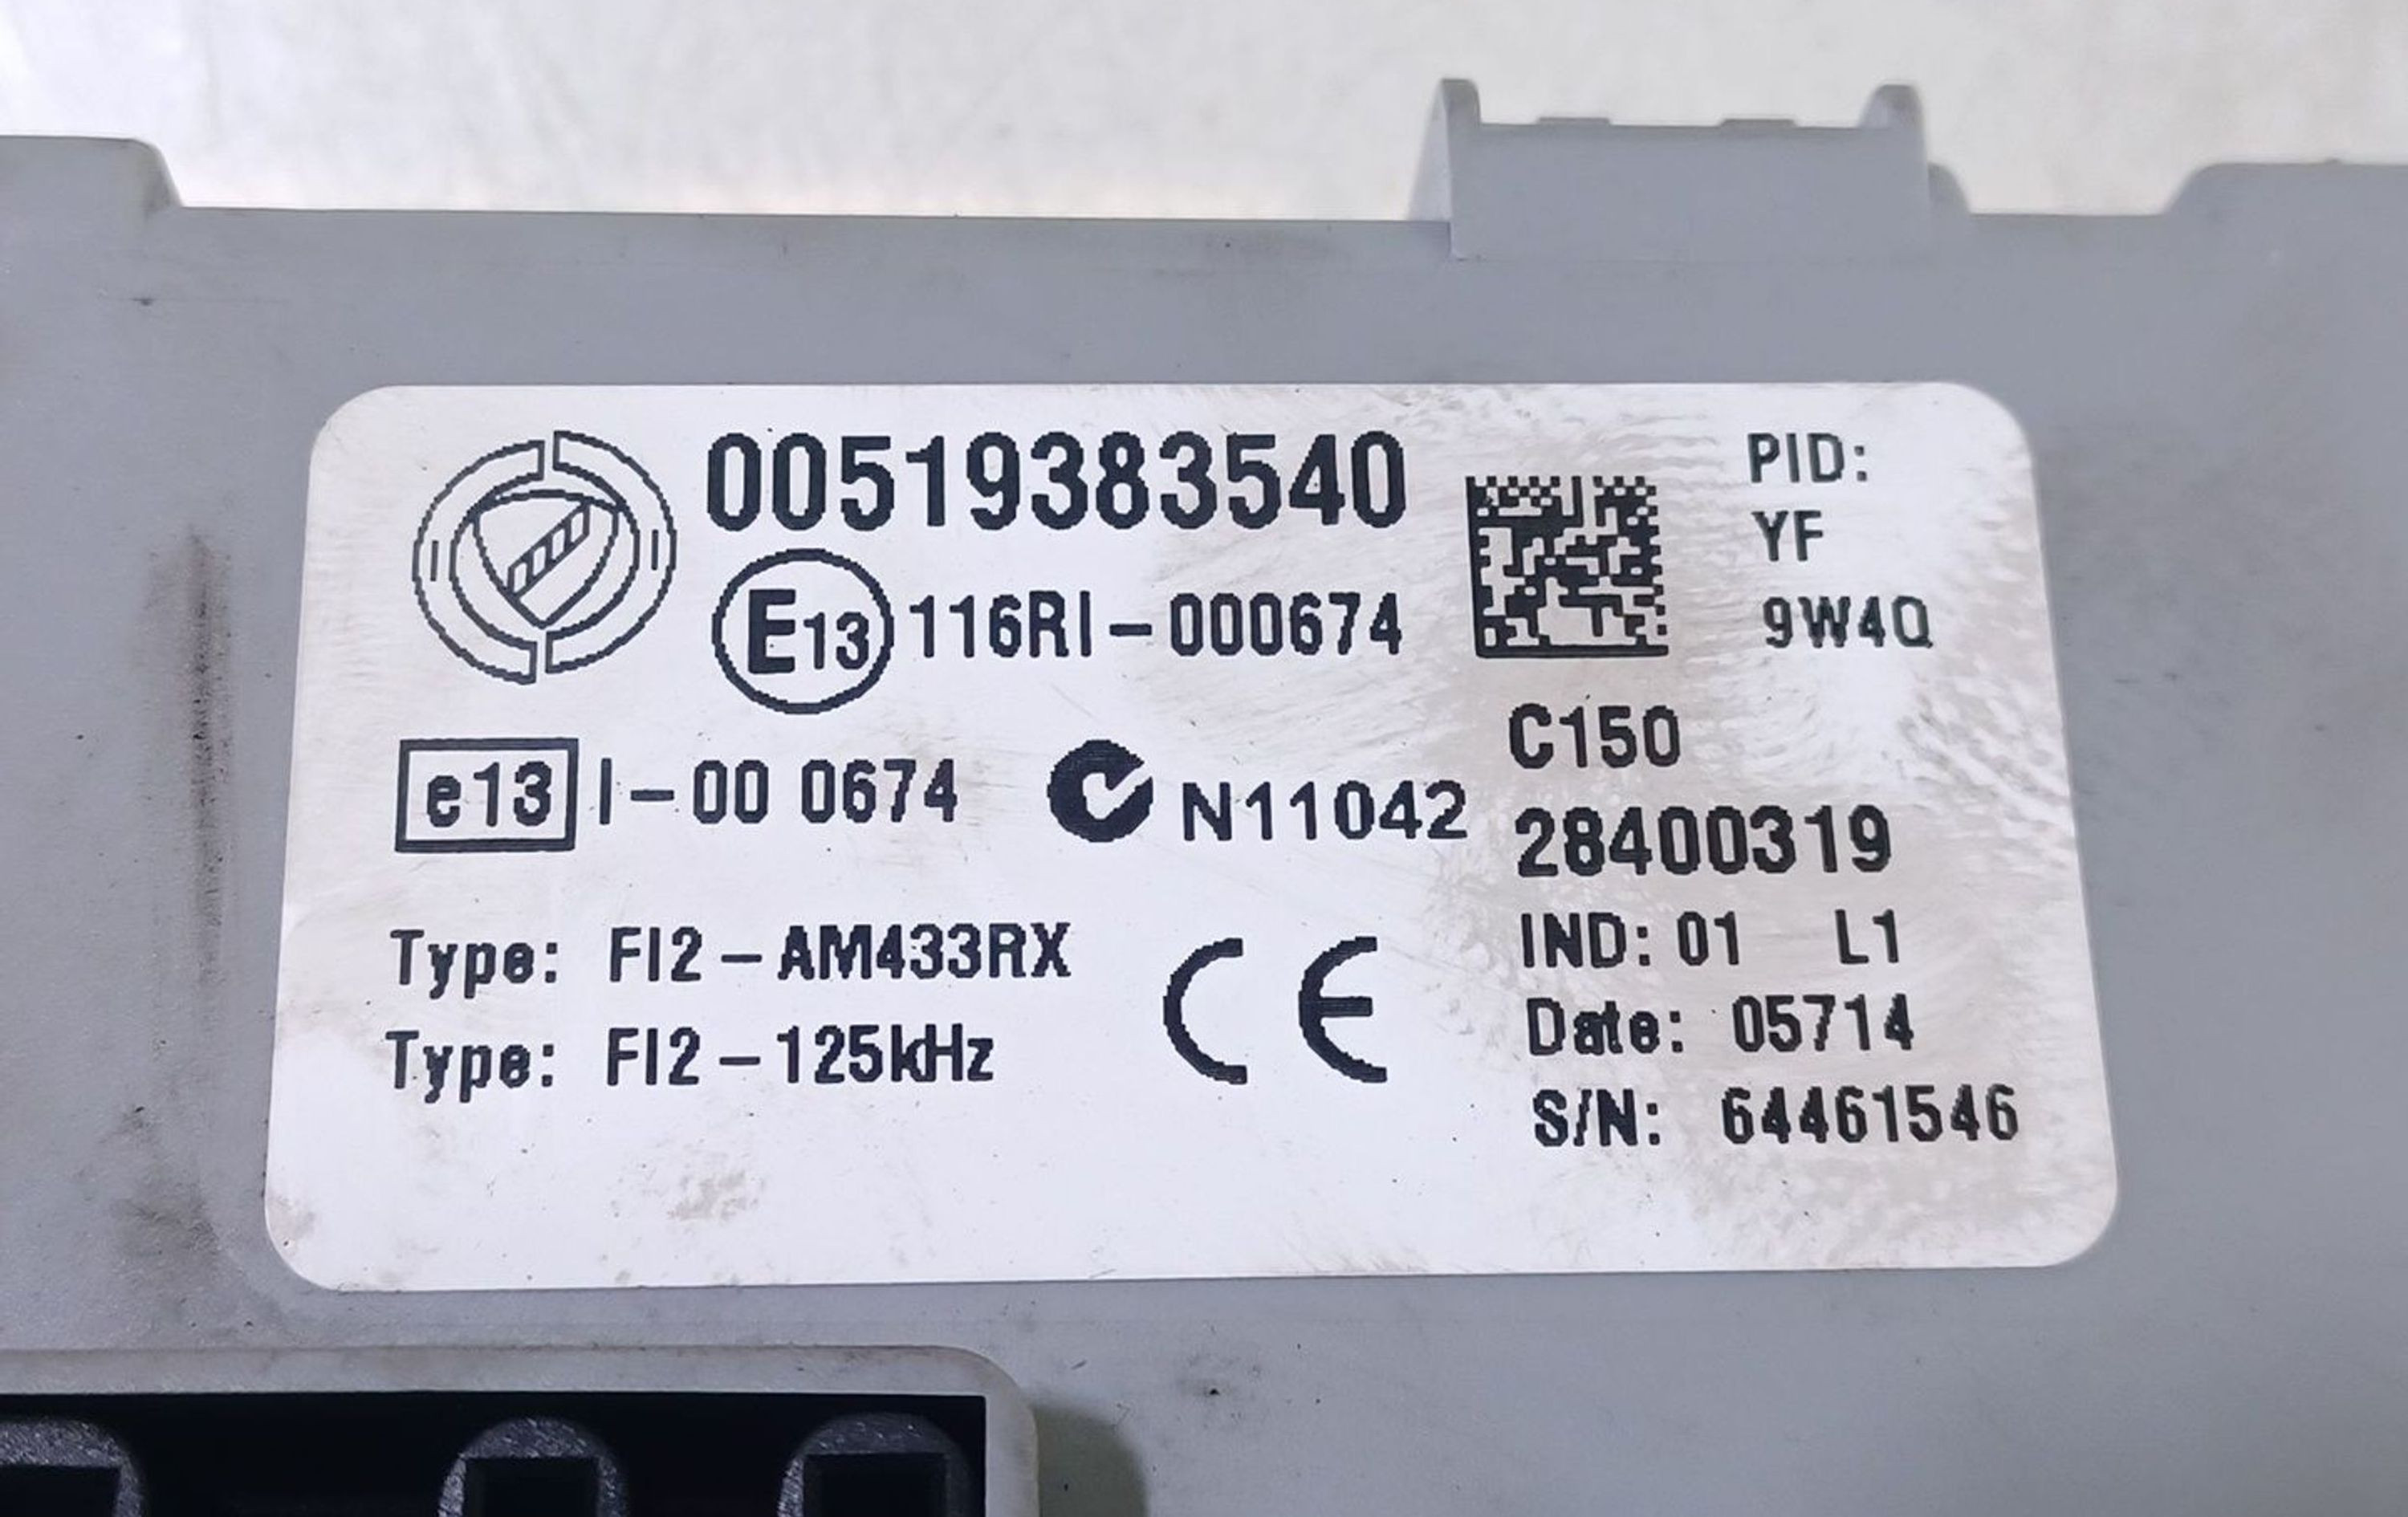 00519383540
E13 116RI-000674
e13 I-00 0674
N11042
Type: FI2-AM433RX
Type: FI2-125kHz
CE
PID:
YF
9W4Q
C150
28400319
IND: 01 L1
Date: 05714
S/N: 64461546